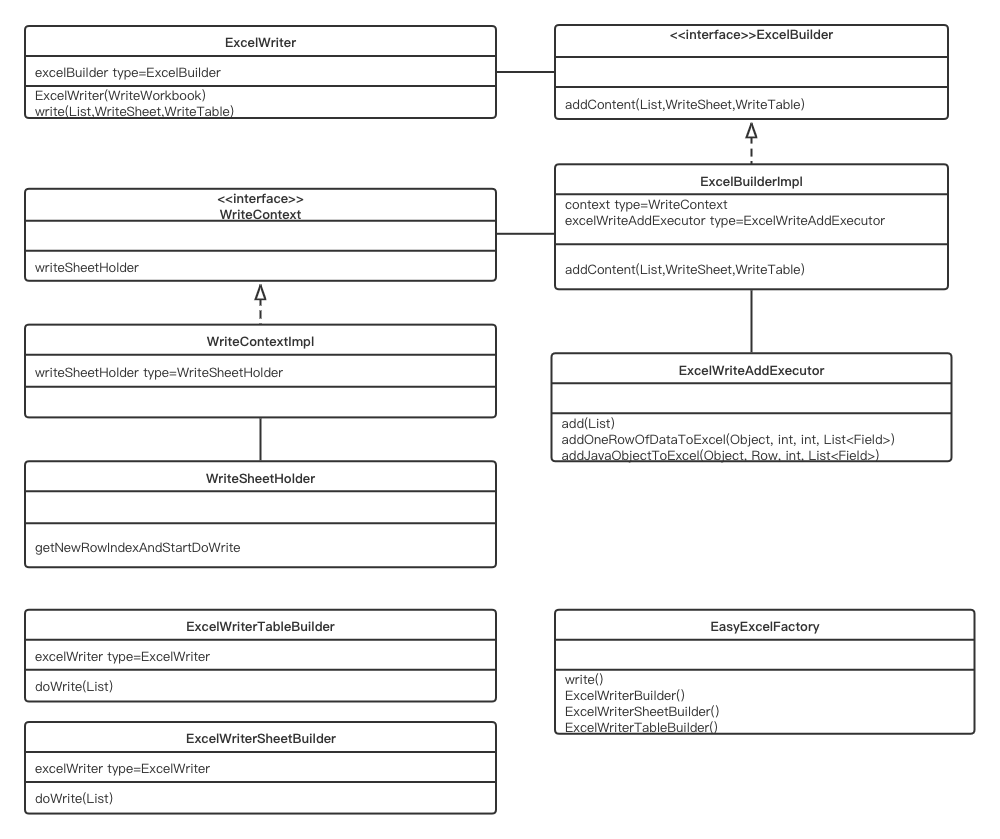 ExcelWriter
excelBuilder type=ExcelBuilder
ExcelWriter(WriteWorkbook)
write(List,WriteSheet,WriteTable)
<<interface>>ExcelBuilder
addContent(List,WriteSheet,WriteTable)
<<interface>>
WriteContext
writeSheetHolder
ExcelBuilderImpl
context type=WriteContext
excelWriteAddExecutor type=ExcelWriteAddExecutor
addContent(List,WriteSheet,WriteTable)
WriteContextImpl
writeSheetHolder type=WriteSheetHolder
ExcelWriteAddExecutor
add(List)
addOneRowOfDataToExcel(Object, int, int, List<Field>)
addJavaObjectToExcel(Object, Row, int, List<Field>)
WriteSheetHolder
getNewRowIndexAndStartDoWrite
ExcelWriterTableBuilder
excelWriter type=ExcelWriter
doWrite(List)
EasyExcelFactory
write()
ExcelWriterBuilder()
ExcelWriterSheetBuilder()
ExcelWriterTableBuilder()
ExcelWriterSheetBuilder
excelWriter type=ExcelWriter
doWrite(List)